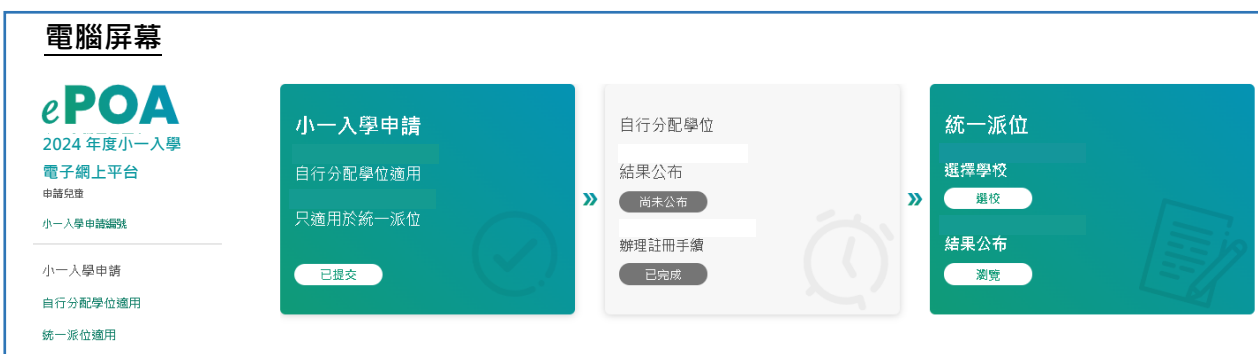 電腦屏幕
ePOA
2024 年度小一入學
電子網上平台
申請兒童
小一入學申請編號
小一入學申請
自行分配學位適用
統一派位適用
小一入學申請
自行分配學位適用
只適用於統一派位
已提交
»
自行分配學位
結果公布
尚未公布
辦理註冊手續
已完成
»
統一派位
選擇學校
選校
結果公布
瀏覽